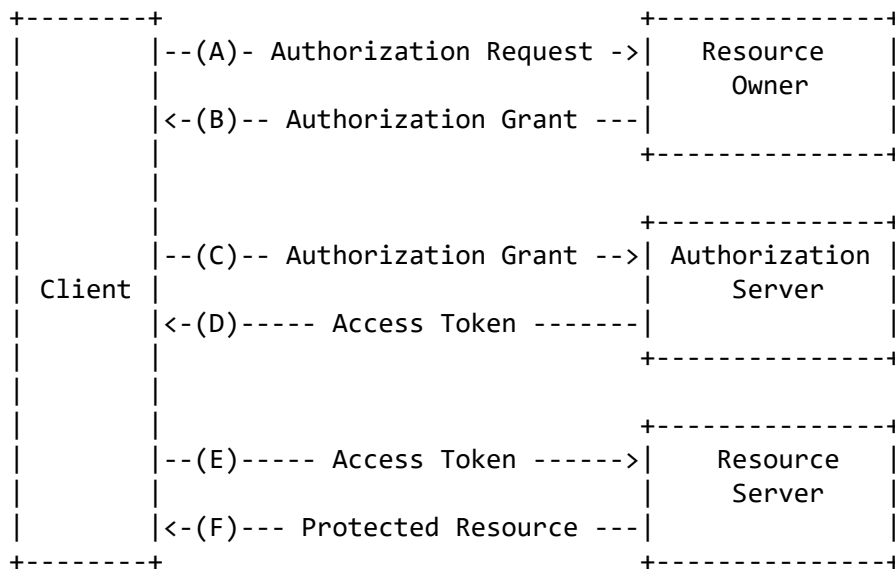 --(A)- Authorization Request ->
Resource
Owner
<-(B)-- Authorization Grant ---
--(C)-- Authorization Grant -->
Authorization
Client
Server
<-(D)----- Access Token -------
--(E)----- Access Token ------>
Resource
Server
<-(F)--- Protected Resource ---